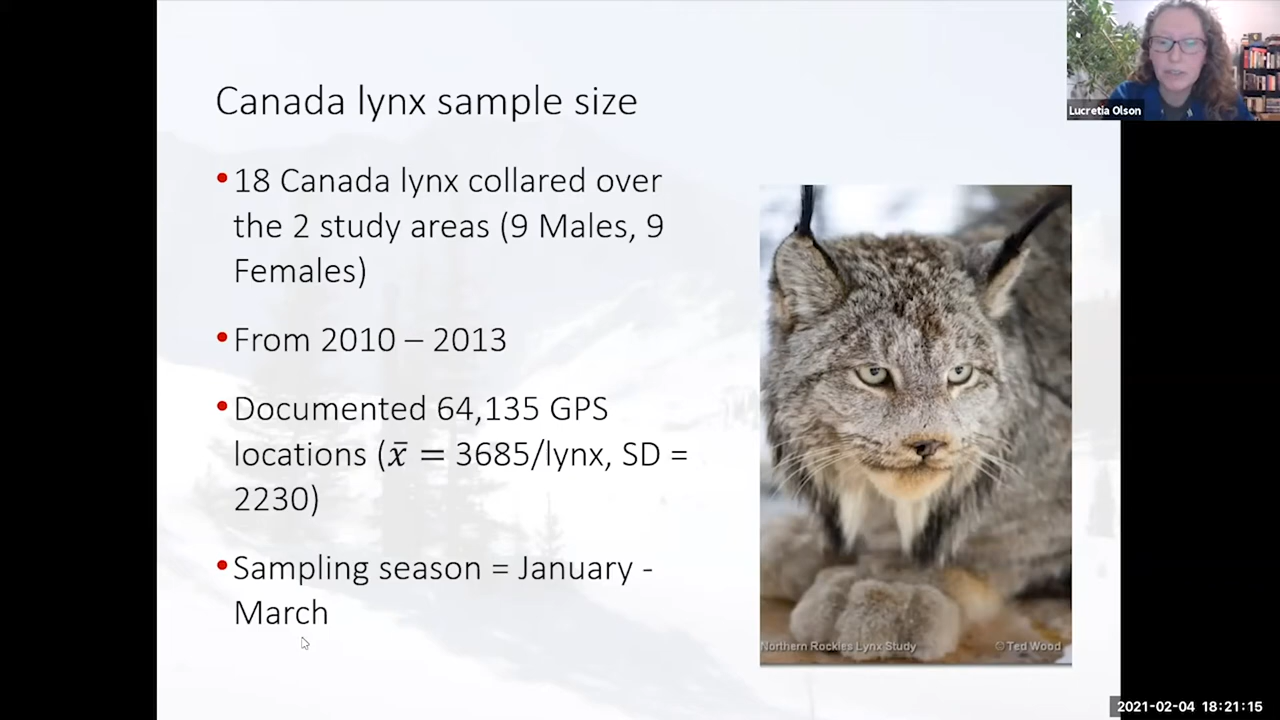 Canada lynx sample size
•18 Canada lynx collared over
the 2 study areas (9 Males, 9
Females)
•From 2010 – 2013
•Documented 64,135 GPS
locations (x̄ = 3685/lynx, SD =
2230)
•Sampling season = January -
March
Northern Rockies Lynx Study
©Ted Wood
Lucretia Olson
2021-02-04 18:21:15